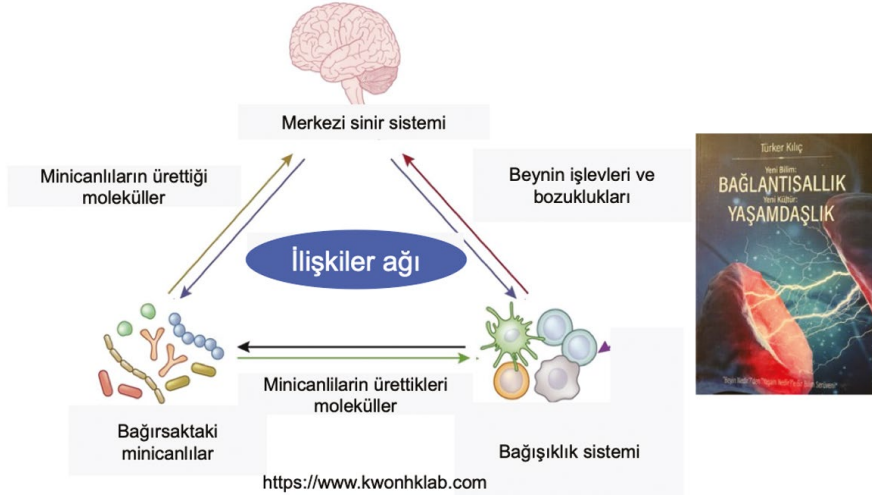 Merkezi sinir sistemi
Minicanlıların ürettiği
moleküller
Beynin işlevleri ve
bozuklukları
İlişkiler ağı
Minicanlilarin ürettikleri
moleküller
Bağırsaktaki
minicanlılar
Bağışıklık sistemi
https://www.kwonhklab.com
Türker Kılıç
Yeni Bilim:
BAĞLANTISALLIK
Yeni Kültür:
YAŞAMDAŞLIK